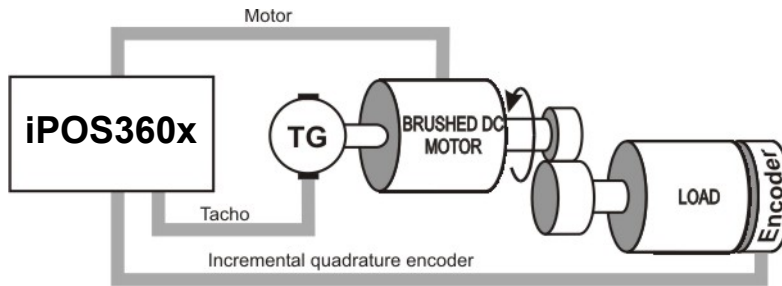 Motor
iPOS360x
TG
BRUSHED DC
MOTOR
LOAD
Encoder
Tacho
Incremental quadrature encoder